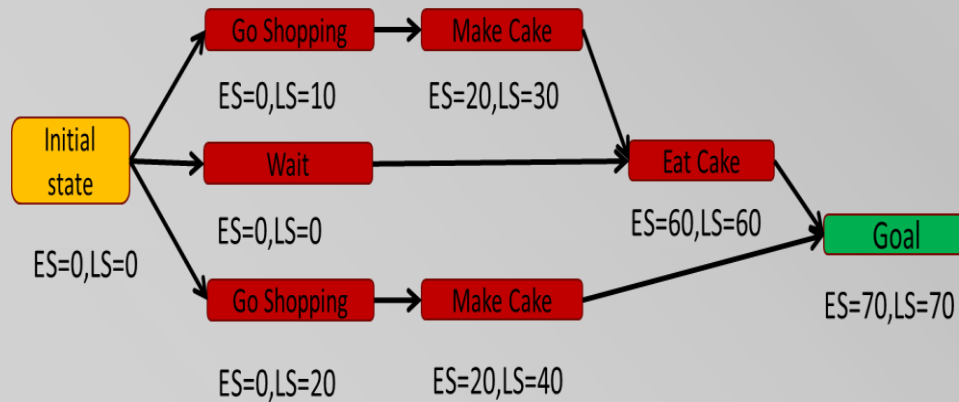 Go Shopping
Make Cake
ES=0,LS=10
ES=20,LS=30
Initial
state
Wait
Eat Cake
ES=0,LS=0
ES=0,LS=0
ES=60,LS=60
Goal
Go Shopping
Make Cake
ES=70,LS=70
ES=0,LS=20
ES=20,LS=40